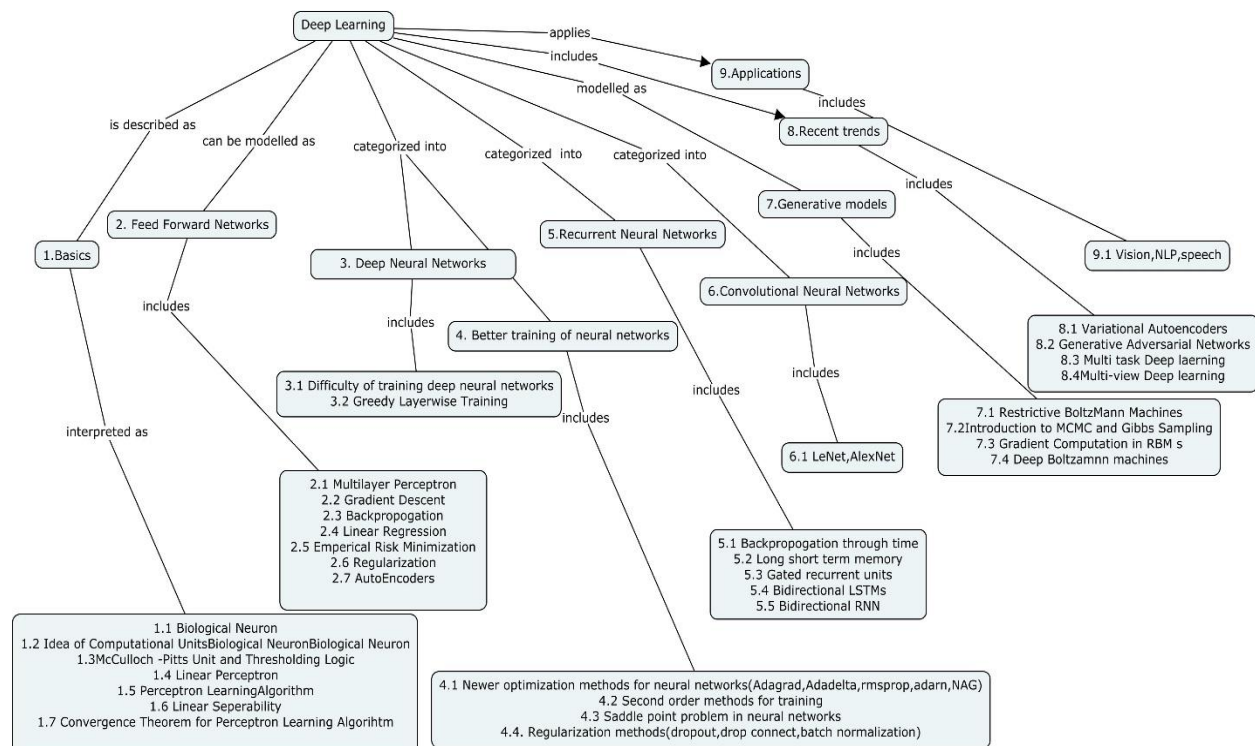 Deep Learning
applies
includes
9.Applications
modelled as
includes
is described as
8.Recent trends
can be modelled as
categorized into
categorized  into
categorized into
includes
7.Generative models
2. Feed Forward Networks
5.Recurrent Neural Networks
1.Basics
includes
9.1 Vision,NLP,speech
3. Deep Neural Networks
6.Convolutional Neural Networks
includes
includes
4. Better training of neural networks
8.1 Variational Autoencoders
8.2 Generative Adversarial Networks
8.3 Multi task Deep laerning
8.4Multi-view Deep learning
includes
includes
3.1 Difficulty of training deep neural networks
3.2 Greedy Layerwise Training
includes
7.1 Restrictive BoltzMann Machines
7.2Introduction to MCMC and Gibbs Sampling
7.3 Gradient Computation in RBM s
7.4 Deep Boltzamnn machines
interpreted as
6.1 LeNet,AlexNet
2.1 Multilayer Perceptron
2.2 Gradient Descent
2.3 Backpropogation
2.4 Linear Regression
2.5 Emperical Risk Minimization
2.6 Regularization
2.7 AutoEncoders
5.1 Backpropogation through time
5.2 Long short term memory
5.3 Gated recurrent units
5.4 Bidirectional LSTMs
5.5 Bidirectional RNN
1.1 Biological Neuron
1.2 Idea of Computational UnitsBiological NeuronBiological Neuron
1.3McCulloch -Pitts Unit and Thresholding Logic
1.4 Linear Perceptron
1.5 Perceptron LearningAlgorithm
1.6 Linear Seperability
1.7 Convergence Theorem for Perceptron Learning Algorihtm
4.1 Newer optimization methods for neural networks(Adagrad,Adadelta,rmsprop,adarn,NAG)
4.2 Second order methods for training
4.3 Saddle point problem in neural networks
4.4. Regularization methods(dropout,drop connect,batch normalization)